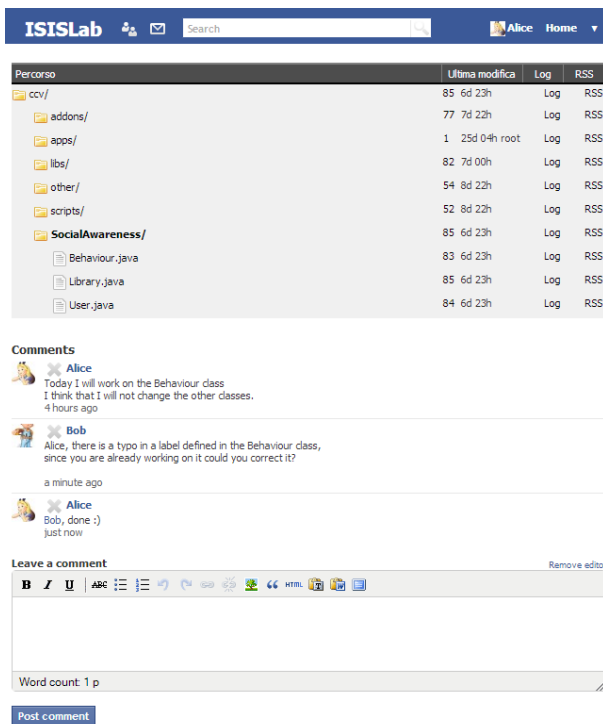 ISISLab Search Alice Home ▼
Percorso Ultima modifica Log RSS
ccv/ 85 6d 23h Log RSS
addons/ 77 7d 22h Log RSS
apps/ 1 25d 04h root Log RSS
libs/ 82 7d 00h Log RSS
other/ 54 8d 22h Log RSS
scripts/ 52 8d 22h Log RSS
SocialAwareness/ 85 6d 23h Log RSS
Behaviour.java 83 6d 23h Log RSS
Library.java 85 6d 23h Log RSS
User.java 84 6d 23h Log RSS
Comments
Alice
Today I will work on the Behaviour class
I think that I will not change the other classes.
4 hours ago
Bob
Alice, there is a typo in a label defined in the Behaviour class,
since you are already working on it could you correct it?
a minute ago
Alice
Bob, done :)
just now
Leave a comment Remove edito
B I U ABC HTML
Word count: 1 p
Post comment